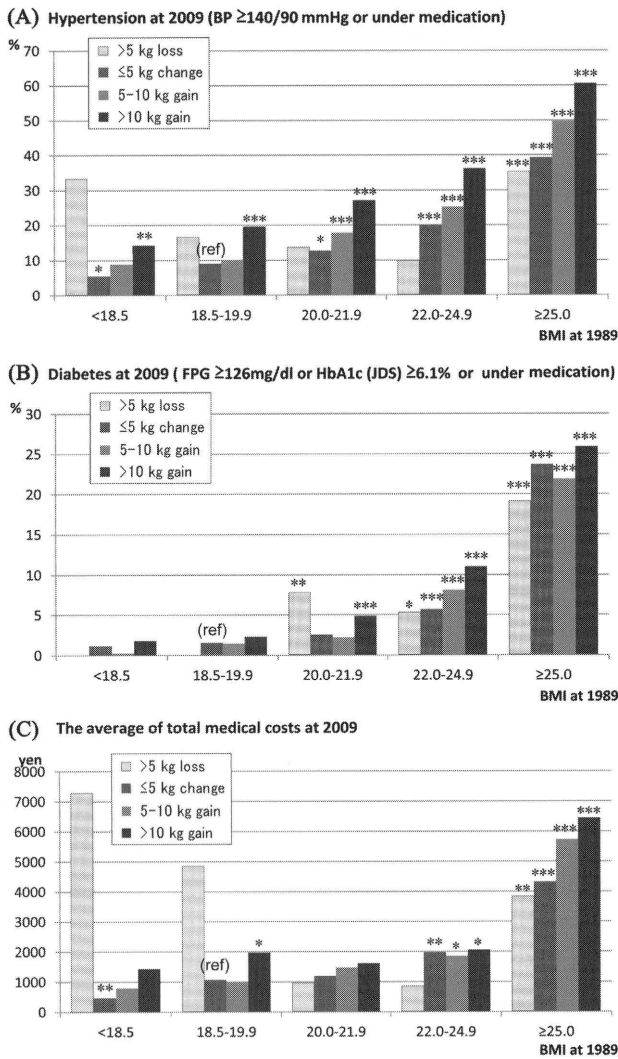 (A) Hypertension at 2009 (BP ≥140/90 mmHg or under medication)
%
70
60
50
40
30
20
10
0
>5 kg loss
≤5 kg change
5-10 kg gain
>10 kg gain
* **
(ref) ***
* *** ***
*** *** ***
*** *** *** ***
<18.5 18.5-19.9 20.0-21.9 22.0-24.9 ≥25.0
BMI at 1989
(B) Diabetes at 2009 ( FPG ≥126mg/dl or HbA1c (JDS) ≥6.1% or under medication)
%
30
25
20
15
10
5
0
>5 kg loss
≤5 kg change
5-10 kg gain
>10 kg gain
(ref)
** ***
* *** *** ***
*** *** *** ***
<18.5 18.5-19.9 20.0-21.9 22.0-24.9 ≥25.0
BMI at 1989
(C) The average of total medical costs at 2009
yen
8000
7000
6000
5000
4000
3000
2000
1000
0
>5 kg loss
≤5 kg change
5-10 kg gain
>10 kg gain
**
(ref) *
** * *
** *** *** ***
<18.5 18.5-19.9 20.0-21.9 22.0-24.9 ≥25.0
BMI at 1989